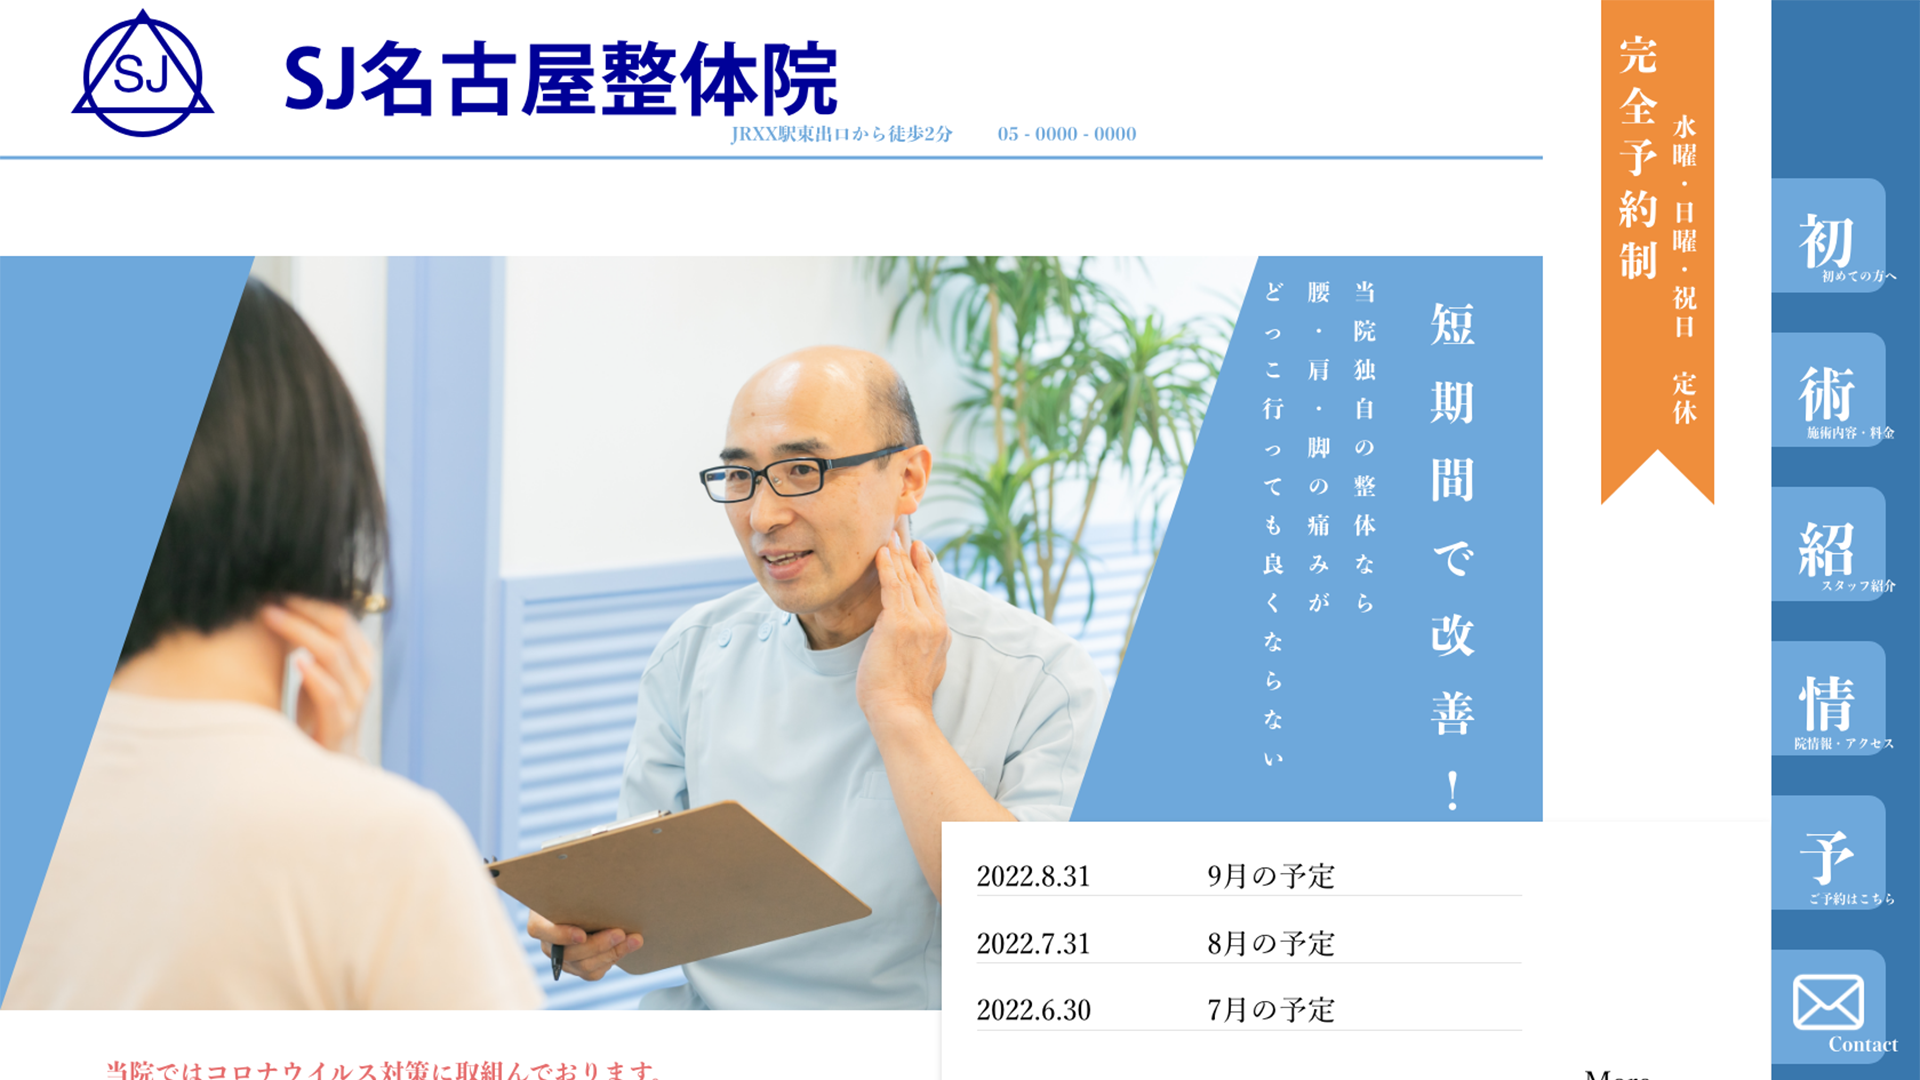 SJ
SJ名古屋整体院
JRXX駅東出口から徒歩2分
05 - 0000 - 0000
完全予約制
水曜・日曜・祝日　定休
短期間で改善！
当院独自の整体なら
腰・肩・脚の痛みが
どっこ行っても良くならない
初
初めての方へ
術
施術内容・料金
紹
スタッフ紹介
情
院情報・アクセス
予
ご予約はこちら
Contact
2022.8.31
9月の予定
2022.7.31
8月の予定
2022.6.30
7月の予定
More
当院ではコロナウイルス対策に取組んでおります。